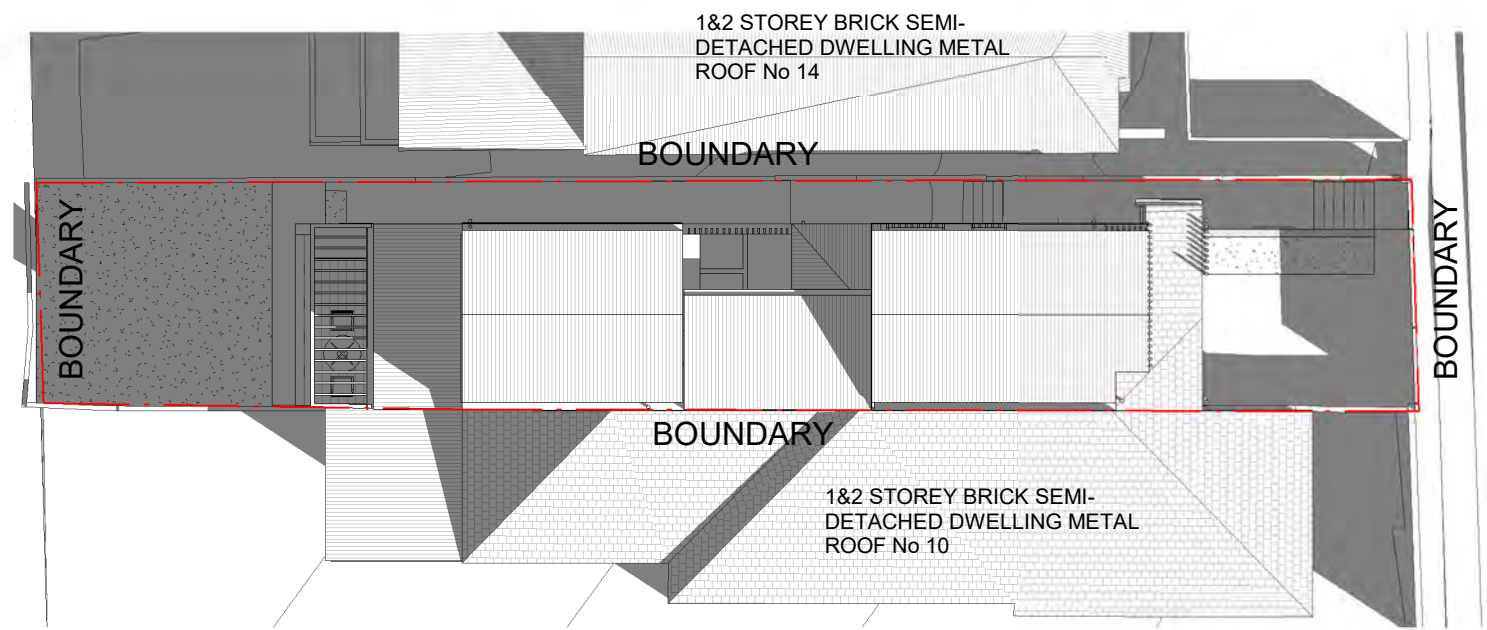 1&2 STOREY BRICK SEMI-
DETACHED DWELLING METAL
ROOF No 14
BOUNDARY
BOUNDARY
BOUNDARY
BOUNDARY
1&2 STOREY BRICK SEMI-
DETACHED DWELLING METAL
ROOF No 10